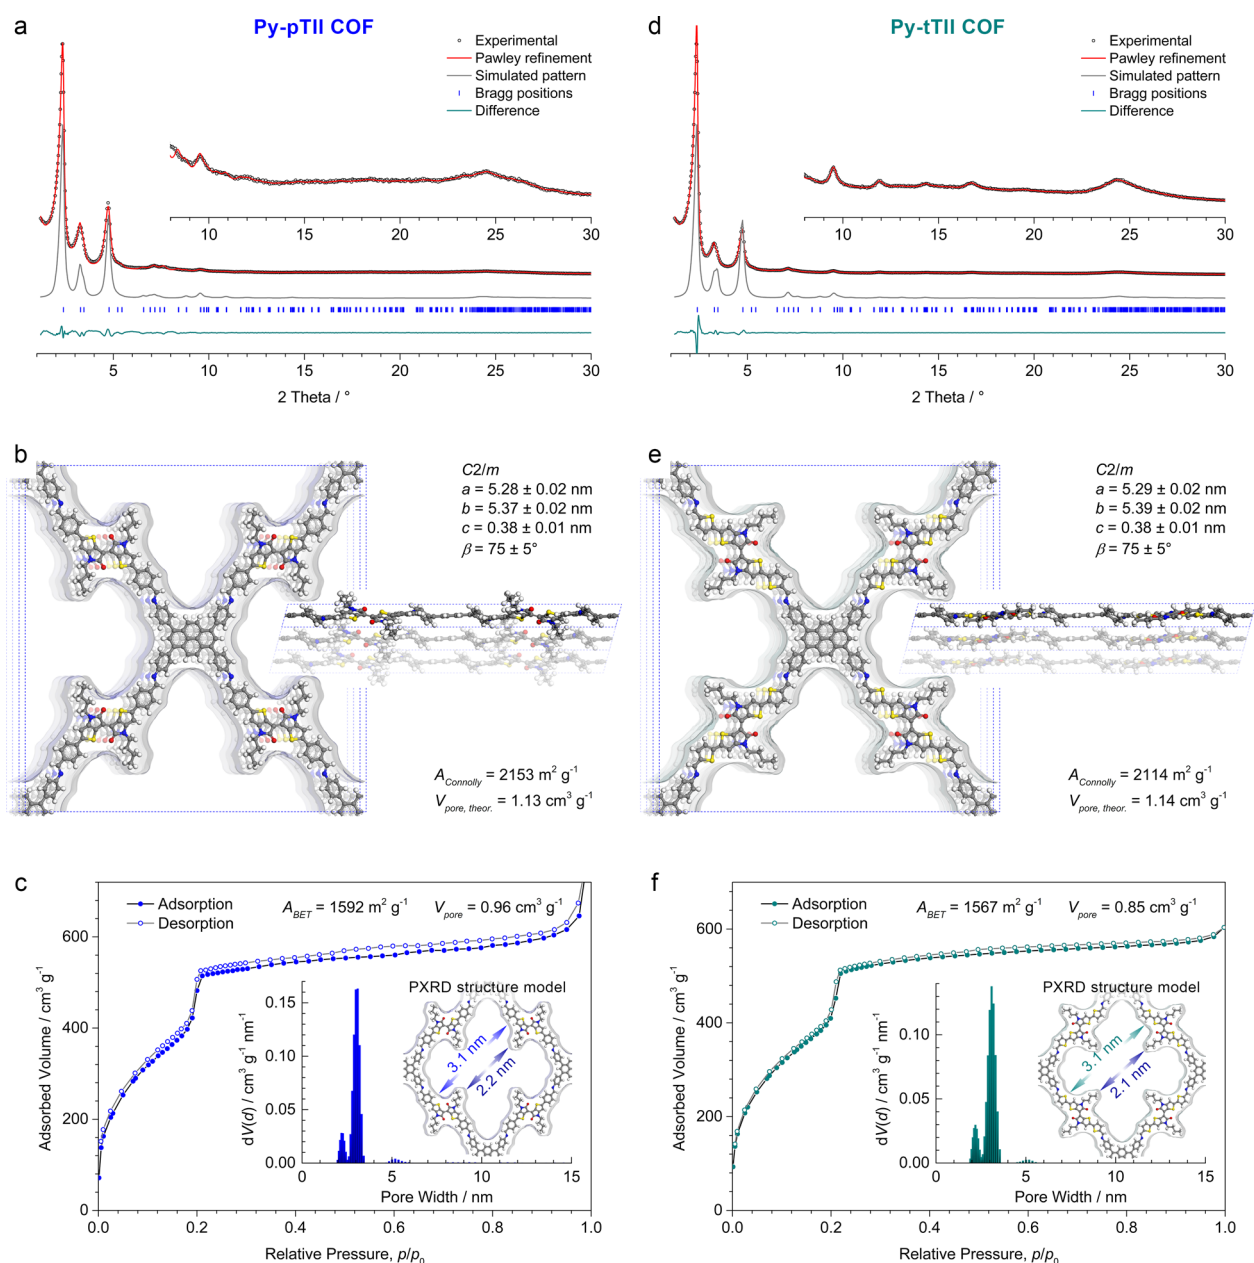 a
Py-pTII COF
Experimental
Pawley refinement
Simulated pattern
Bragg positions
Difference
10 15 20 25 30
5 10 15 20 25 30
2 Theta / °
d
Py-tTII COF
Experimental
Pawley refinement
Simulated pattern
Bragg positions
Difference
10 15 20 25 30
5 10 15 20 25 30
2 Theta / °
b
C2/m
a = 5.28 ± 0.02 nm
b = 5.37 ± 0.02 nm
c = 0.38 ± 0.01 nm
β = 75 ± 5°
A_Connolly = 2153 m² g⁻¹
V_pore, theor. = 1.13 cm³ g⁻¹
e
C2/m
a = 5.29 ± 0.02 nm
b = 5.39 ± 0.02 nm
c = 0.38 ± 0.01 nm
β = 75 ± 5°
A_Connolly = 2114 m² g⁻¹
V_pore, theor. = 1.14 cm³ g⁻¹
c
Adsorption
Desorption
A_BET = 1592 m² g⁻¹ V_pore = 0.96 cm³ g⁻¹
Adsorbed Volume / cm³ g⁻¹
600
400
200
0
0.0 0.2 0.4 0.6 0.8 1.0
Relative Pressure, p/p₀
dV(d) / cm³ g⁻¹ nm⁻¹
0.15
0.10
0.05
0.00
0 5 10 15
Pore Width / nm
PXRD structure model
3.1 nm
2.2 nm
f
Adsorption
Desorption
A_BET = 1567 m² g⁻¹ V_pore = 0.85 cm³ g⁻¹
Adsorbed Volume / cm³ g⁻¹
600
400
200
0
0.0 0.2 0.4 0.6 0.8 1.0
Relative Pressure, p/p₀
dV(d) / cm³ g⁻¹ nm⁻¹
0.10
0.05
0.00
0 5 10 15
Pore Width / nm
PXRD structure model
3.1 nm
2.1 nm